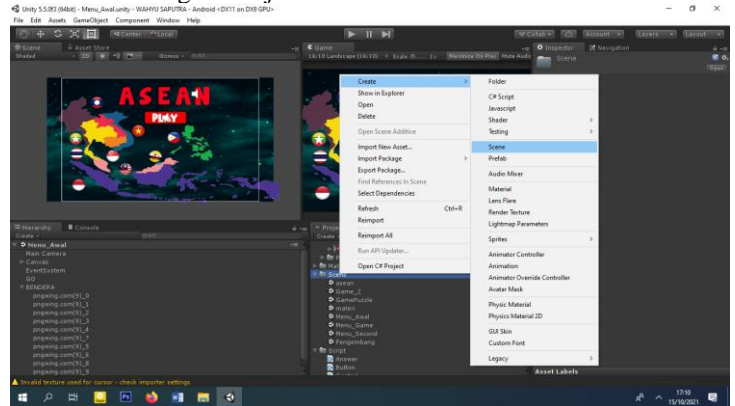 Unity 5.5.0f3 (64bit) - Menu_Awal.unity - WAHYU SAPUTRA - Android <DX11 on DX9 GPU>
File Edit Assets GameObject Component Window Help
Center Local
Collab Account Layers Layout
Scene Asset Store
Game
Inspector Navigation
Shaded 2D Gizmos
16:10 Landscape (16:10) Scale 1x Maximize On Play Mute Audio
Scene
Open
ASEAN
PLAY
Create
Show in Explorer
Open
Delete
Open Scene Additive
Import New Asset...
Import Package
Export Package...
Find References In Scene
Select Dependencies
Refresh Ctrl+R
Reimport
Reimport All
Run API Updater...
Open C# Project
Folder
C# Script
Javascript
Shader
Testing
Scene
Prefab
Audio Mixer
Material
Lens Flare
Render Texture
Lightmap Parameters
Sprites
Animator Controller
Animation
Animator Override Controller
Avatar Mask
Physic Material
Physics Material 2D
GUI Skin
Custom Font
Legacy
Hierarchy Console
Create
Menu_Awal
Main Camera
Canvas
EventSystem
GO
BENDERA
pngwing.com(9)_0
pngwing.com(9)_1
pngwing.com(9)_2
pngwing.com(9)_3
pngwing.com(9)_4
pngwing.com(9)_7
pngwing.com(9)_5
pngwing.com(9)_6
pngwing.com(9)_8
pngwing.com(9)_9
Create
Scene
asean
Game_2
GamePuzzle
materi
Menu_Awal
Menu_Game
Menu_Second
Pengembang
Script
Answer
Button
Asset Labels
Invalid texture used for cursor - check importer settings
17:10
15/10/2021